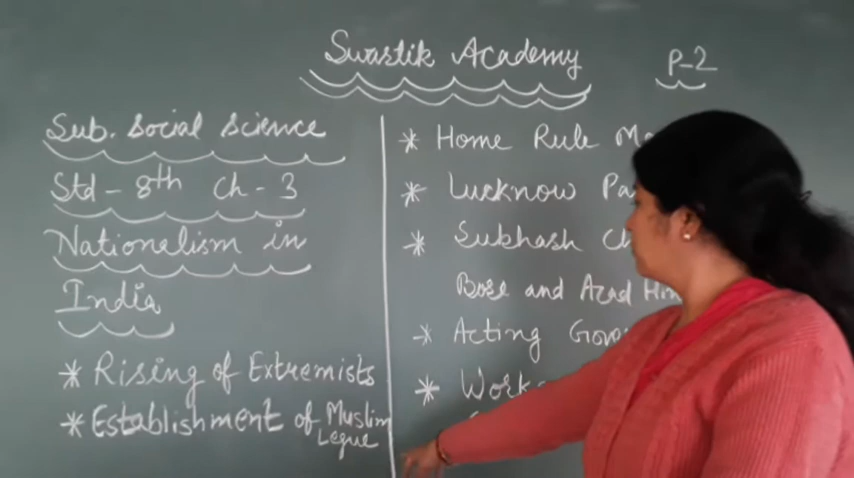 Swastik Academy
P-2
Sub. Social Science
Std - 8th Ch - 3
Nationalism in
India
* Rising of Extremists
* Establishment of Muslim
Legue
* Home Rule
* Lucknow
* Subhash
Bose and Azad
* Acting
*